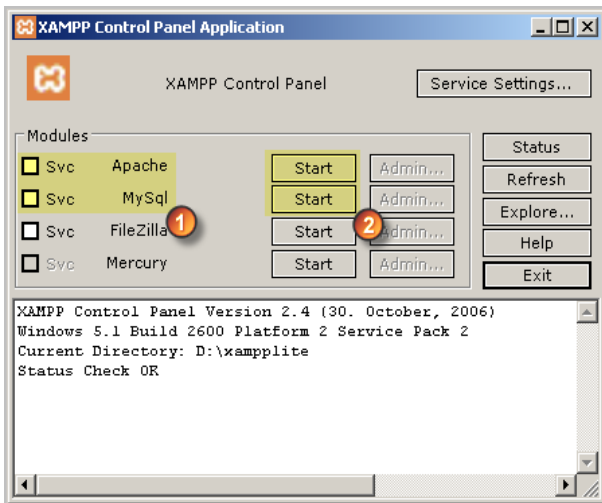 XAMPP Control Panel Application
XAMPP Control Panel
Service Settings...
Modules
Svc Apache Start Admin...
Svc MySql Start Admin...
Svc FileZilla Start Admin...
Svc Mercury Start Admin...
1
2
Status
Refresh
Explore...
Help
Exit
XAMPP Control Panel Version 2.4 (30. October, 2006)
Windows 5.1 Build 2600 Platform 2 Service Pack 2
Current Directory: D:\xampplite
Status Check OK